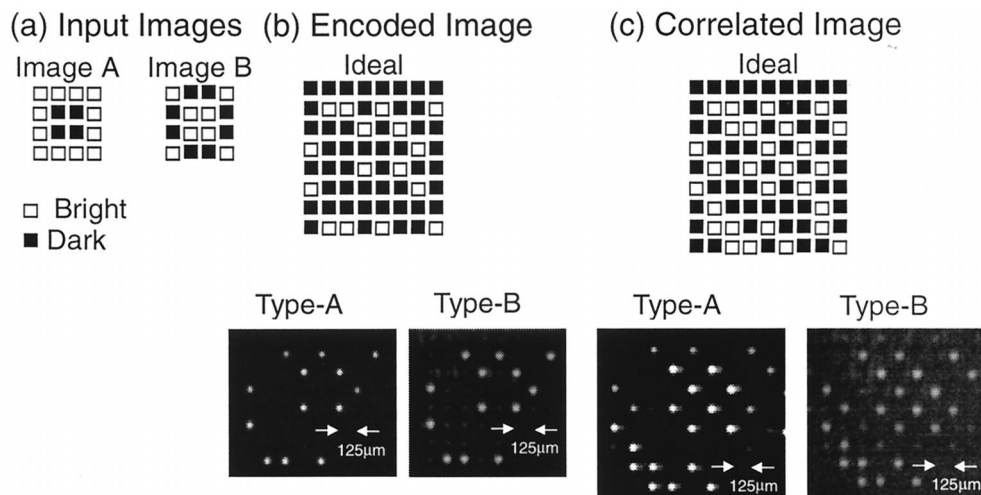 (a) Input Images
Image A Image B
Bright
Dark
(b) Encoded Image
Ideal
Type-A Type-B
125μm 125μm
(c) Correlated Image
Ideal
Type-A Type-B
125μm 125μm